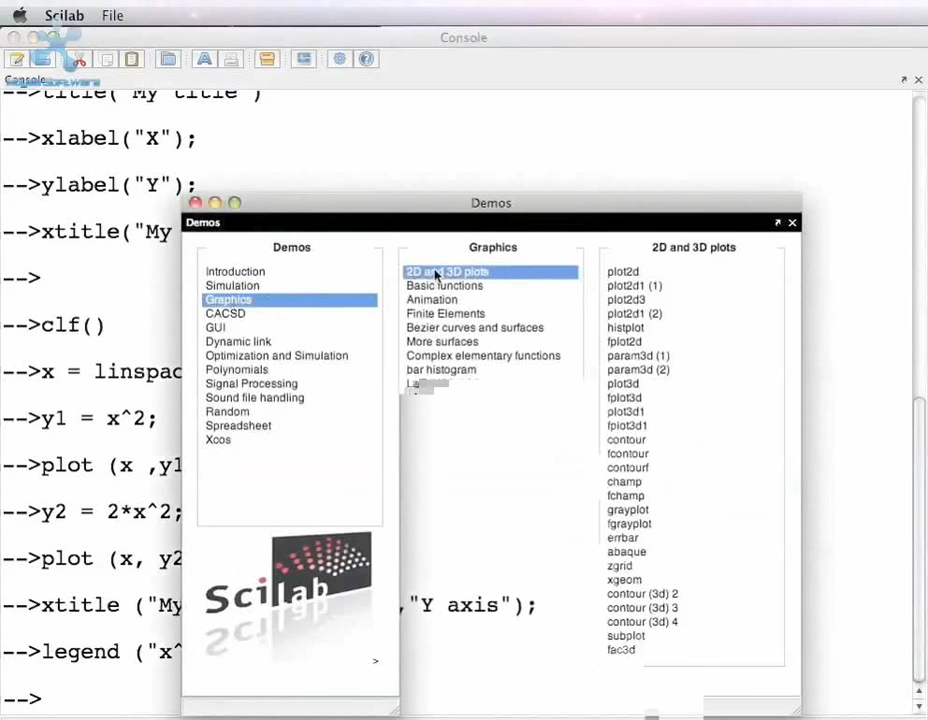 Scilab File
Console
Console
-->title( My title )
-->xlabel("X");
-->ylabel("Y");
-->xtitle("My
-->
-->clf()
-->x = linspac
-->y1 = x^2;
-->plot (x ,y1
-->y2 = 2*x^2;
-->plot (x, y2
-->xtitle ("My ,"Y axis");
-->legend ("x^
-->
Demos
Demos
Demos
Introduction
Simulation
Graphics
CACSD
GUI
Dynamic link
Optimization and Simulation
Polynomials
Signal Processing
Sound file handling
Random
Spreadsheet
Xcos
Scilab
>
Graphics
2D and 3D plots
Basic functions
Animation
Finite Elements
Bezier curves and surfaces
More surfaces
Complex elementary functions
bar histogram
2D and 3D plots
plot2d
plot2d1 (1)
plot2d3
plot2d1 (2)
histplot
fplot2d
param3d (1)
param3d (2)
plot3d
fplot3d
plot3d1
fplot3d1
contour
fcontour
contourf
champ
fchamp
grayplot
fgrayplot
errbar
abaque
zgrid
xgeom
contour (3d) 2
contour (3d) 3
contour (3d) 4
subplot
fac3d